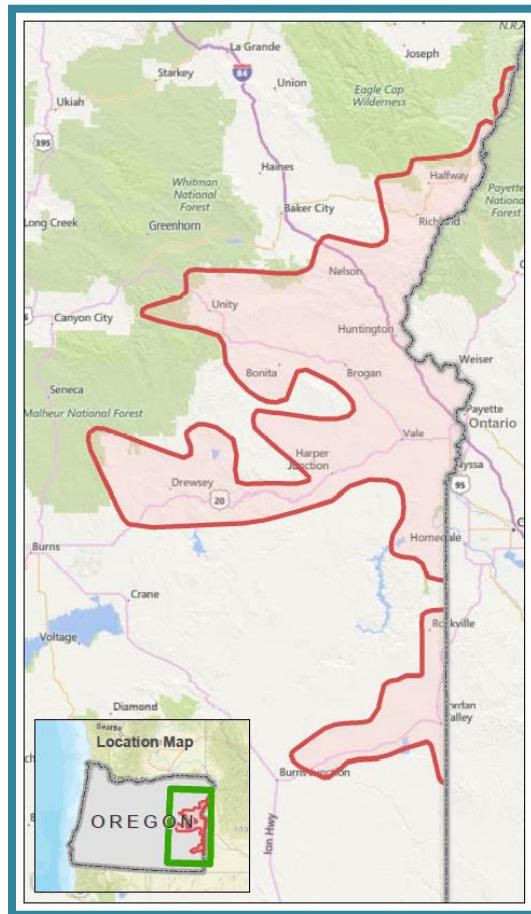 N.R.A.
La Grande
Joseph
Starkey
84
Union
Eagle Cap
Wilderness
Ukiah
395
Haines
Halfway
Payette
National
Forest
Whitman
National
Forest
Baker City
Richland
Long Creek
Greenhorn
Nelson
Unity
Canyon City
Huntington
Weiser
Bonita
Brogan
Seneca
Payette
Ontario
Malheur National Forest
Vale
Harper
Junction
Nyssa
95
Drewsey
20
Burns
Homedale
Crane
Rockville
Voltage
Diamond
Jordan
Valley
Burns Junction
Ion Hwy
Seattle
Location Map
OREGON